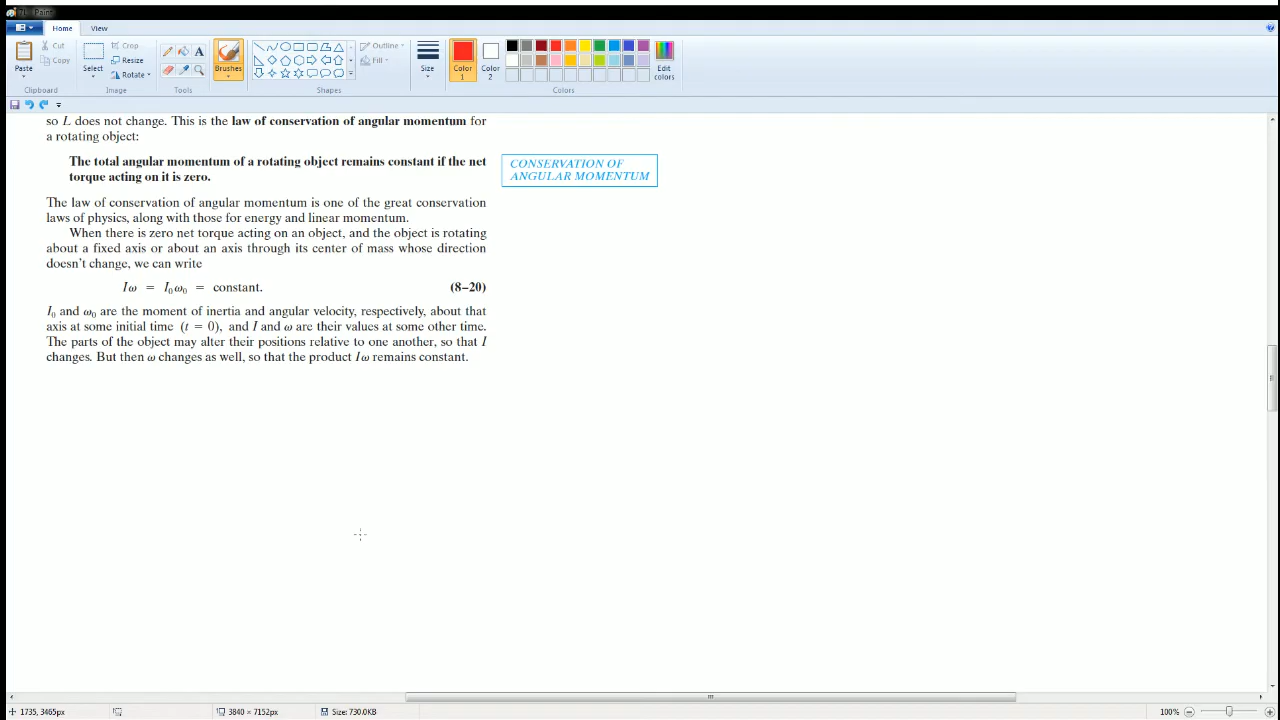 Home
View
Paste
Cut
Copy
Clipboard
Select
Crop
Resize
Rotate
Image
A
Tools
Brushes
Shapes
Outline
Fill
Size
Color 1
Color 2
Edit colors
Colors
so L does not change. This is the law of conservation of angular momentum for
a rotating object:
The total angular momentum of a rotating object remains constant if the net
torque acting on it is zero.
CONSERVATION OF
ANGULAR MOMENTUM
The law of conservation of angular momentum is one of the great conservation
laws of physics, along with those for energy and linear momentum.
When there is zero net torque acting on an object, and the object is rotating
about a fixed axis or about an axis through its center of mass whose direction
doesn't change, we can write
Iω = I₀ω₀ = constant. (8–20)
I₀ and ω₀ are the moment of inertia and angular velocity, respectively, about that
axis at some initial time (t = 0), and I and ω are their values at some other time.
The parts of the object may alter their positions relative to one another, so that I
changes. But then ω changes as well, so that the product Iω remains constant.
1735, 3465px
3840 × 7152px
Size: 730.0KB
100%